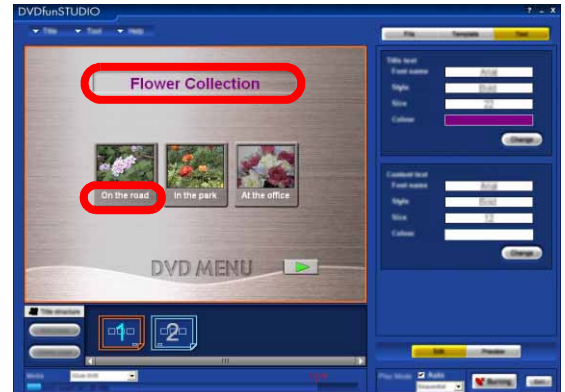 DVDfunSTUDIO
? - X
Title Tool Help
File Template Text
Title text
Font name Arial
Style Bold
Size 22
Colour
Change
Flower Collection
On the road In the park At the office
DVD MENU
Content text
Font name Arial
Style Bold
Size 12
Colour
Change
Title structure
1 2
Edit Preview
Play Mode Auto
Sequential
Burning